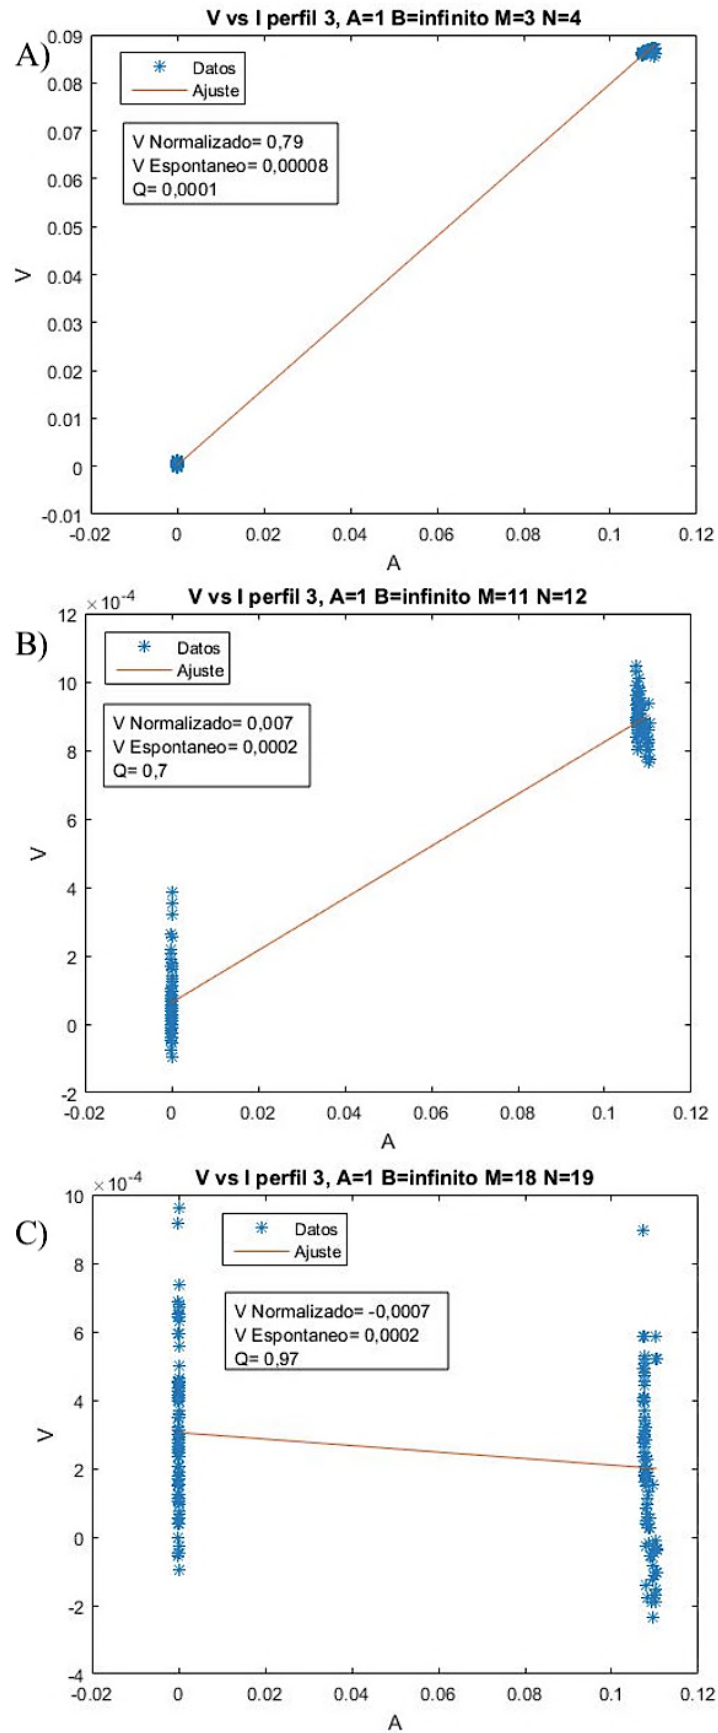 V vs I perfil 3, A=1 B=infinito M=3 N=4
A)
0.09
0.08
0.07
0.06
0.05
0.04
0.03
0.02
0.01
0
-0.01
V
Datos
Ajuste
V Normalizado= 0,79
V Espontaneo= 0,00008
Q= 0,0001
-0.02 0 0.02 0.04 0.06 0.08 0.1 0.12
A
V vs I perfil 3, A=1 B=infinito M=11 N=12
×10-4
B)
12
10
8
6
4
2
0
-2
V
Datos
Ajuste
V Normalizado= 0,007
V Espontaneo= 0,0002
Q= 0,7
-0.02 0 0.02 0.04 0.06 0.08 0.1 0.12
A
V vs I perfil 3, A=1 B=infinito M=18 N=19
×10-4
C)
10
8
6
4
2
0
-2
-4
V
Datos
Ajuste
V Normalizado= -0,0007
V Espontaneo= 0,0002
Q= 0,97
-0.02 0 0.02 0.04 0.06 0.08 0.1 0.12
A